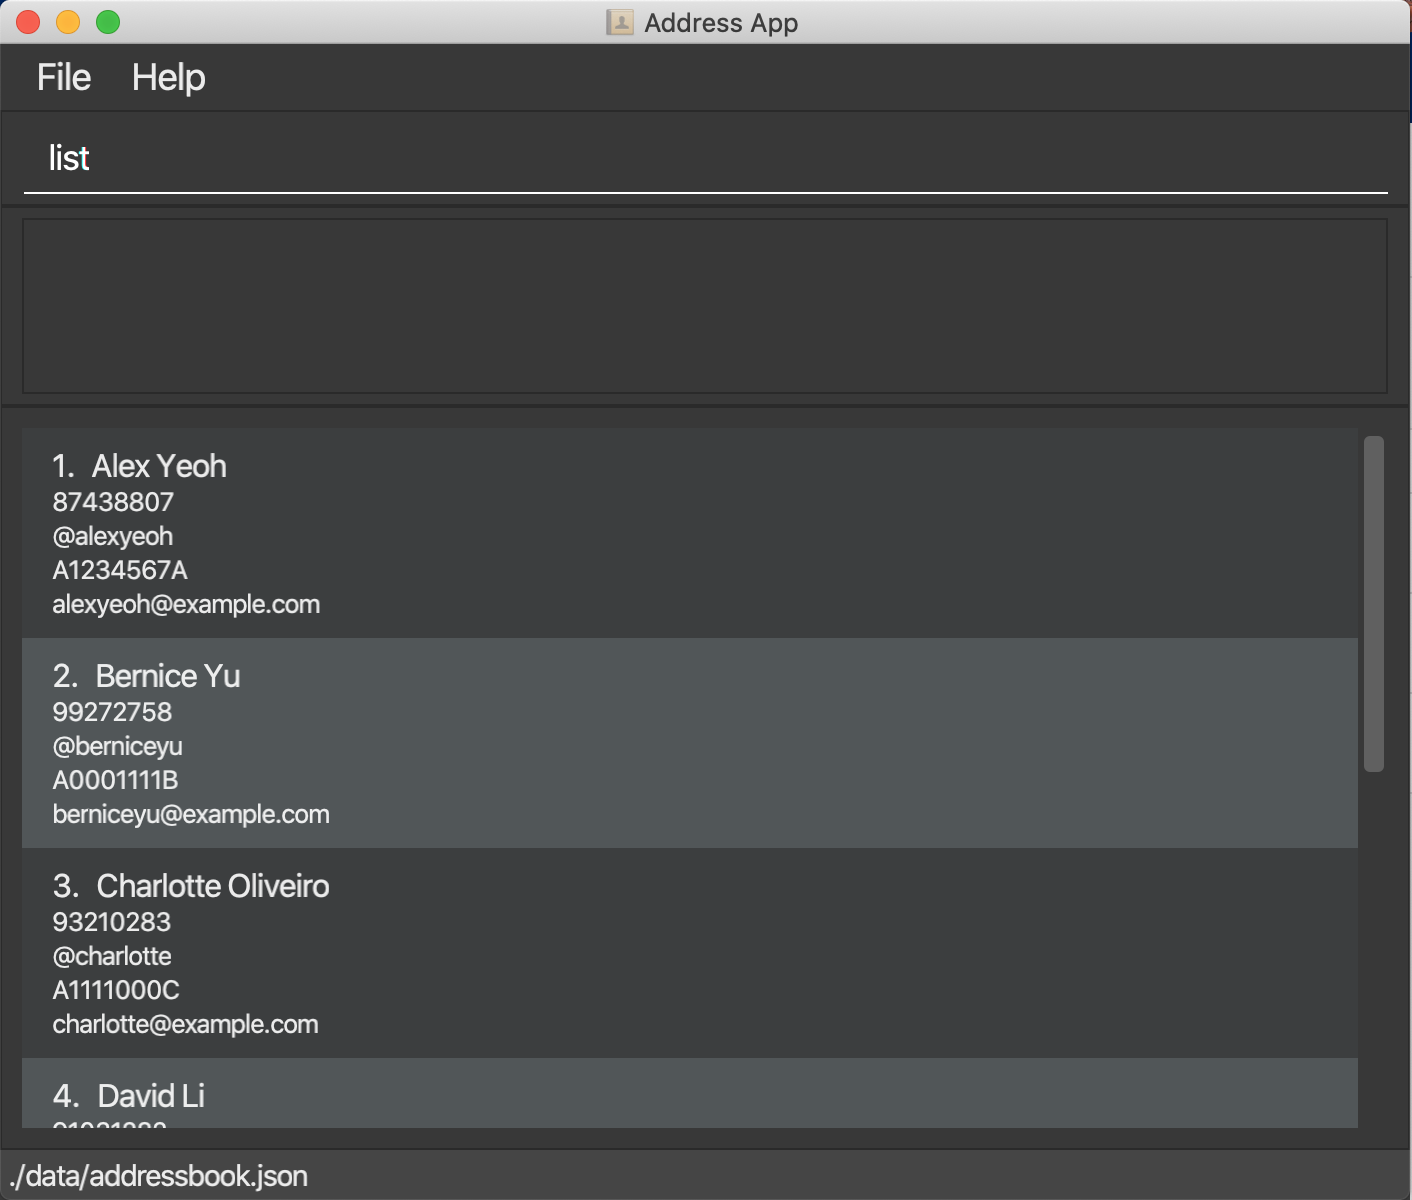 Address App
File Help
list
1. Alex Yeoh
87438807
@alexyeoh
A1234567A
alexyeoh@example.com
2. Bernice Yu
99272758
@berniceyu
A0001111B
berniceyu@example.com
3. Charlotte Oliveiro
93210283
@charlotte
A1111000C
charlotte@example.com
4. David Li
./data/addressbook.json